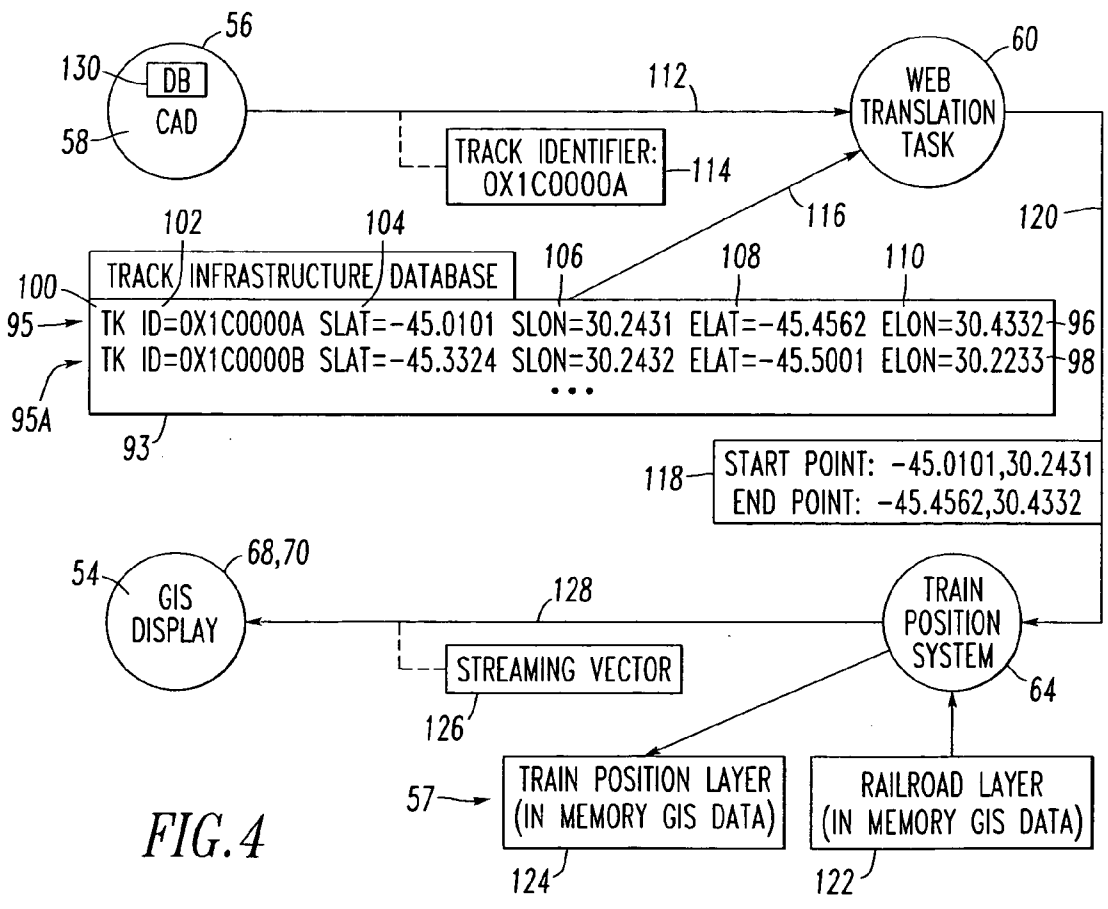 56
60
130
DB
CAD
58
112
WEB
TRANSLATION
TASK
TRACK IDENTIFIER:
0X1C0000A
114
116
120
102
104
106
108
110
TRACK INFRASTRUCTURE DATABASE
100
95
TK ID=0X1C0000A SLAT=-45.0101 SLON=30.2431 ELAT=-45.4562 ELON=30.4332
96
TK ID=0X1C0000B SLAT=-45.3324 SLON=30.2432 ELAT=-45.5001 ELON=30.2233
98
95A
...
93
118
START POINT: -45.0101,30.2431
END POINT: -45.4562,30.4332
68,70
54
GIS
DISPLAY
128
TRAIN
POSITION
SYSTEM
64
STREAMING VECTOR
126
57
TRAIN POSITION LAYER
(IN MEMORY GIS DATA)
124
RAILROAD LAYER
(IN MEMORY GIS DATA)
122
FIG.4